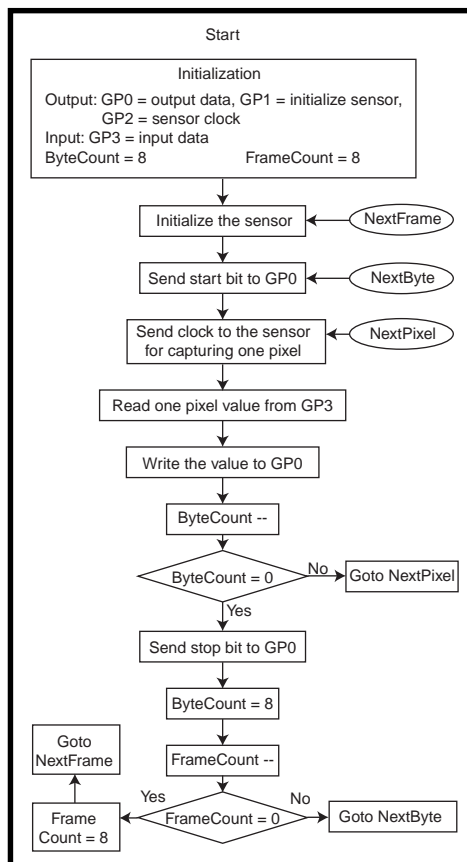 Start
Initialization
Output: GP0 = output data, GP1 = initialize sensor,
GP2 = sensor clock
Input: GP3 = input data
ByteCount = 8 FrameCount = 8
Initialize the sensor
NextFrame
Send start bit to GP0
NextByte
Send clock to the sensor
for capturing one pixel
NextPixel
Read one pixel value from GP3
Write the value to GP0
ByteCount --
ByteCount = 0
No
Goto NextPixel
Yes
Send stop bit to GP0
ByteCount = 8
FrameCount --
Goto
NextFrame
Yes
Frame
Count = 8
FrameCount = 0
No
Goto NextByte